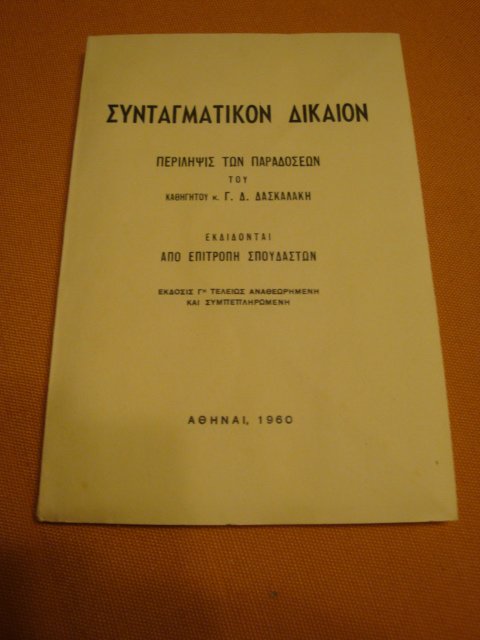 ΣΥΝΤΑΓΜΑΤΙΚΟΝ ΔΙΚΑΙΟΝ
ΠΕΡΙΛΗΨΙΣ ΤΩΝ ΠΑΡΑΔΟΣΕΩΝ
ΤΟΥ
ΚΑΘΗΓΗΤΟΥ κ. Γ. Δ. ΔΑΣΚΑΛΑΚΗ
ΕΚΔΙΔΟΝΤΑΙ
ΑΠΟ ΕΠΙΤΡΟΠΗ ΣΠΟΥΔΑΣΤΩΝ
ΕΚΔΟΣΙΣ Γη ΤΕΛΕΙΩΣ ΑΝΑΘΕΩΡΗΜΕΝΗ
ΚΑΙ ΣΥΜΠΕΠΛΗΡΩΜΕΝΗ
ΑΘΗΝΑΙ, 1960